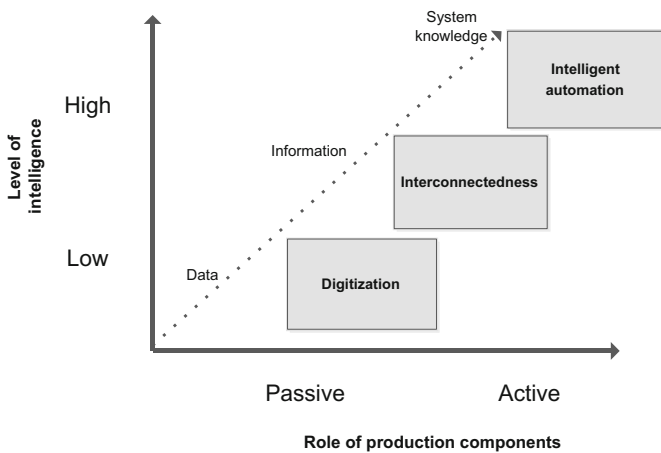 System
knowledge
Intelligent
automation
High
Level of
intelligence
Information
Interconnectedness
Low
Data
Digitization
Passive
Active
Role of production components